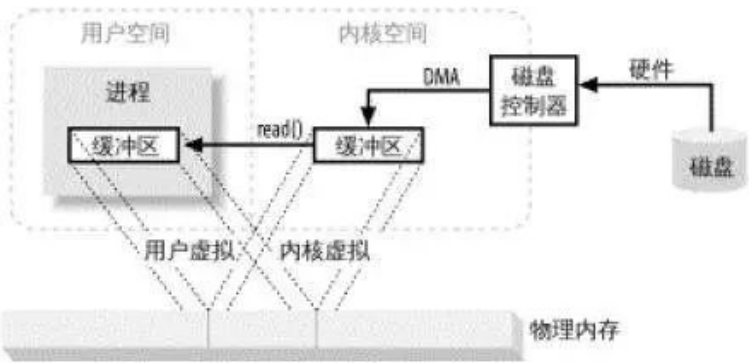 用户空间
内核空间
进程
缓冲区
read()
缓冲区
DMA
磁盘
控制器
硬件
磁盘
用户虚拟
内核虚拟
物理内存